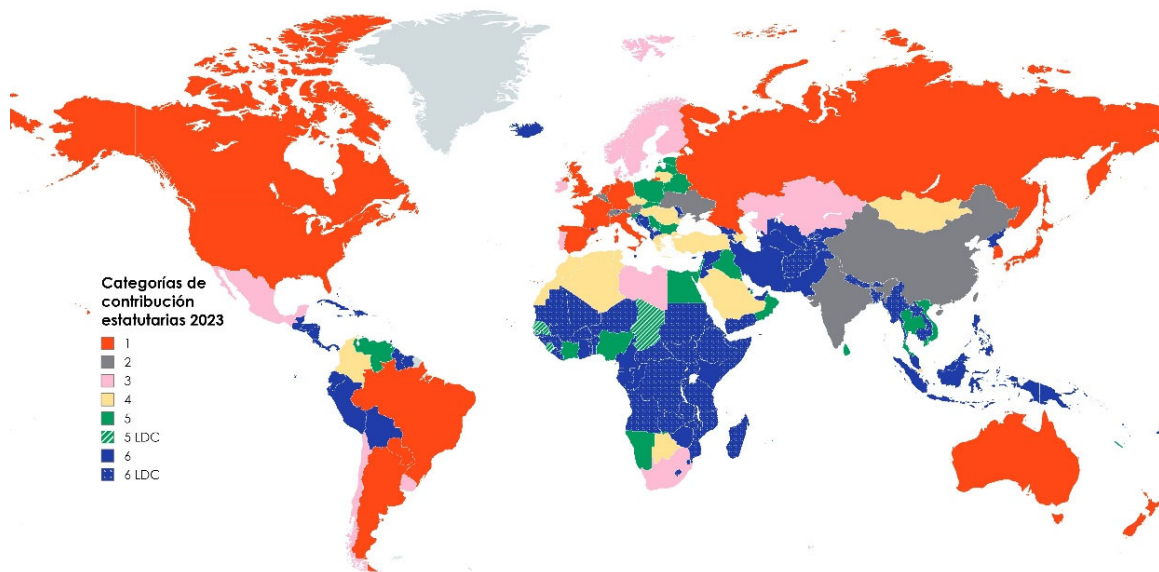 Categorías de
contribución
estatutarias 2023
1
2
3
4
5
5 LDC
6
6 LDC